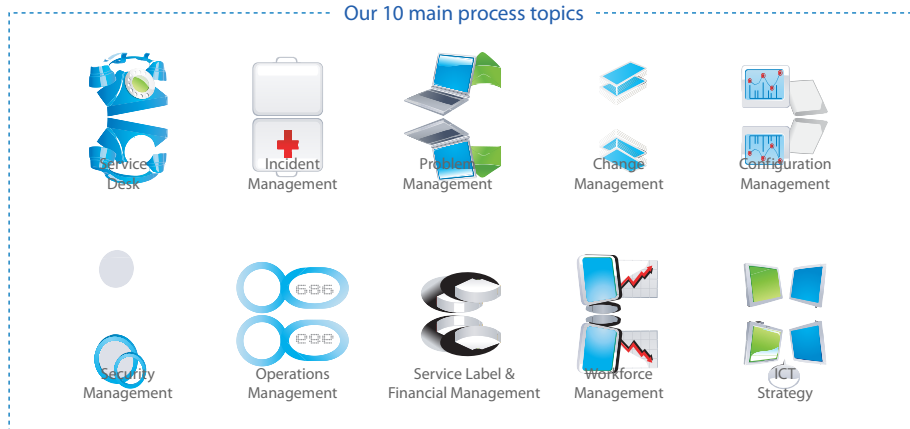 Our 10 main process topics
Service
Desk
Incident
Management
Problem
Management
Change
Management
Configuration
Management
686
Security
Management
Operations
Management
Service Label &
Financial Management
Workforce
Management
ICT
Strategy